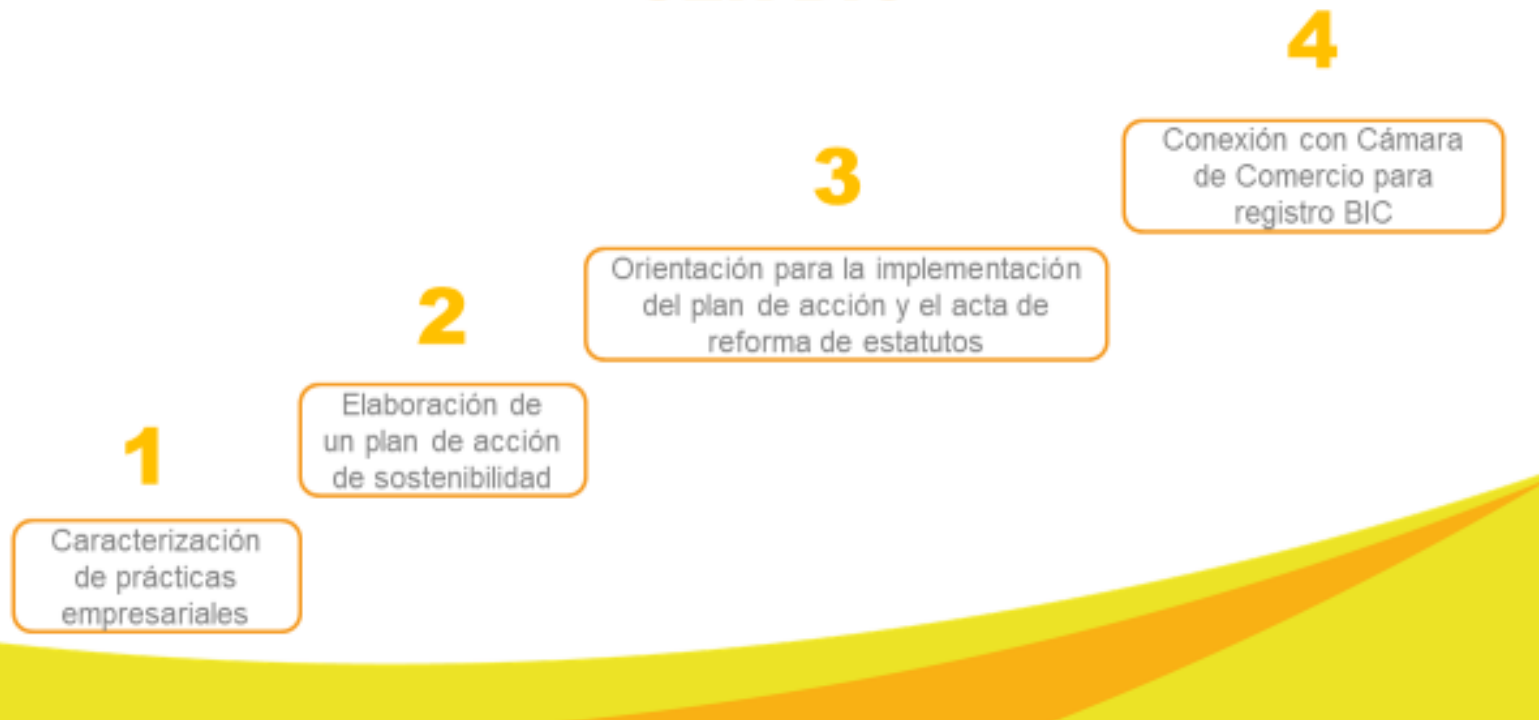 1
Caracterización
de prácticas
empresariales
2
Elaboración de
un plan de acción
de sostenibilidad
3
Orientación para la implementación
del plan de acción y el acta de
reforma de estatutos
4
Conexión con Cámara
de Comercio para
registro BIC